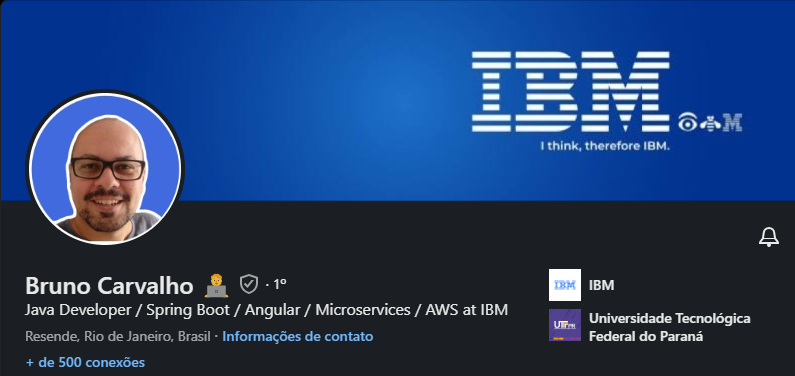 IBM
IBM
I think, therefore IBM.
Bruno Carvalho · 1º
Java Developer / Spring Boot / Angular / Microservices / AWS at IBM
Resende, Rio de Janeiro, Brasil · Informações de contato
+ de 500 conexões
IBM
IBM
UTFPR
Universidade Tecnológica
Federal do Paraná